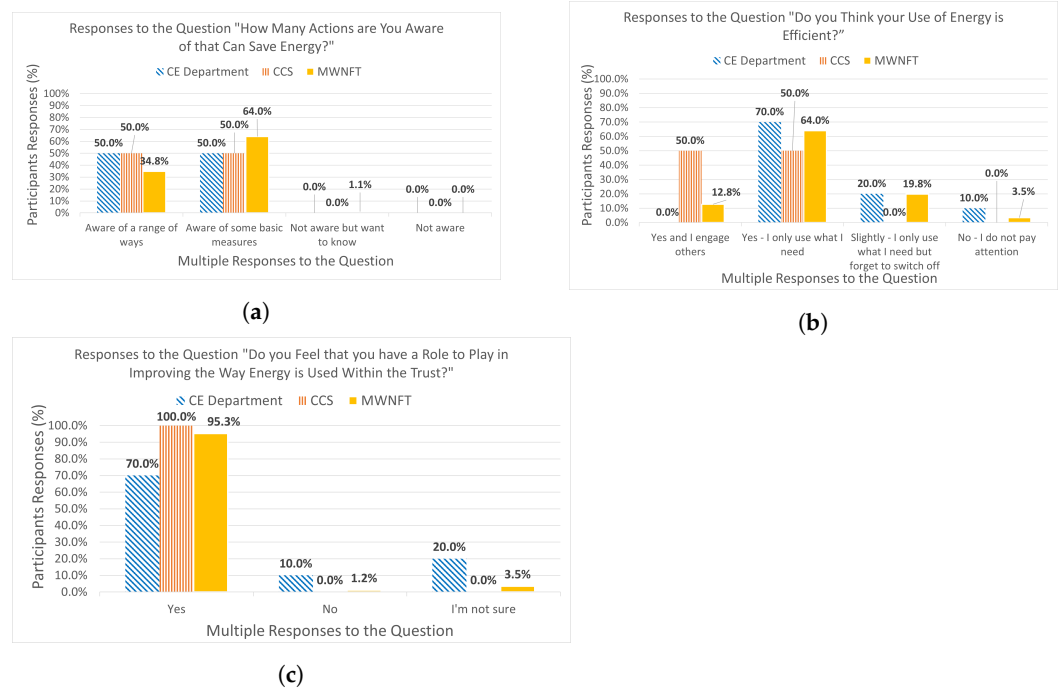 Responses to the Question "How Many Actions are You Aware
of that Can Save Energy?"
CE Department CCS MWNFT
Participants Responses (%)
100%
90%
80%
70%
60%
50%
40%
30%
20%
10%
0%
50.0% 50.0% 34.8%
50.0% 50.0% 64.0%
0.0% 0.0% 1.1%
0.0% 0.0% 0.0%
Aware of a range of
ways
Aware of some basic
measures
Not aware but want
to know
Not aware
Multiple Responses to the Question
(a)
Responses to the Question "Do you Think your Use of Energy is
Efficient?”
CE Department CCS MWNFT
Participants Responses (%)
100.0%
90.0%
80.0%
70.0%
60.0%
50.0%
40.0%
30.0%
20.0%
10.0%
0.0%
0.0% 50.0% 12.8%
70.0% 50.0% 64.0%
20.0% 0.0% 19.8%
10.0% 0.0% 3.5%
Yes and I engage
others
Yes - I only use what I
need
Slightly - I only use
what I need but
forget to switch off
No - I do not pay
attention
Multiple Responses to the Question
(b)
Responses to the Question "Do you Feel that you have a Role to Play in
Improving the Way Energy is Used Within the Trust?"
CE Department CCS MWNFT
Participants Responses (%)
100.0%
90.0%
80.0%
70.0%
60.0%
50.0%
40.0%
30.0%
20.0%
10.0%
0.0%
70.0% 100.0% 95.3%
10.0% 0.0% 1.2%
20.0% 0.0% 3.5%
Yes
No
I'm not sure
Multiple Responses to the Question
(c)